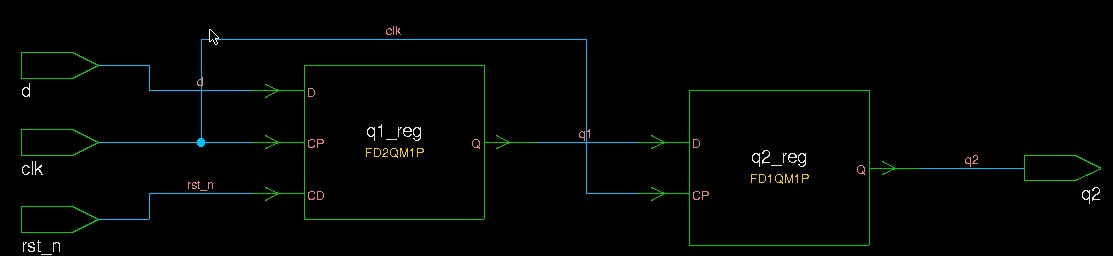 clk
d
d
D
clk
CP
rst_n
rst_n
CD
q1_reg
FD2QM1P
Q
q1
D
CP
q2_reg
FD1QM1P
Q
q2
q2